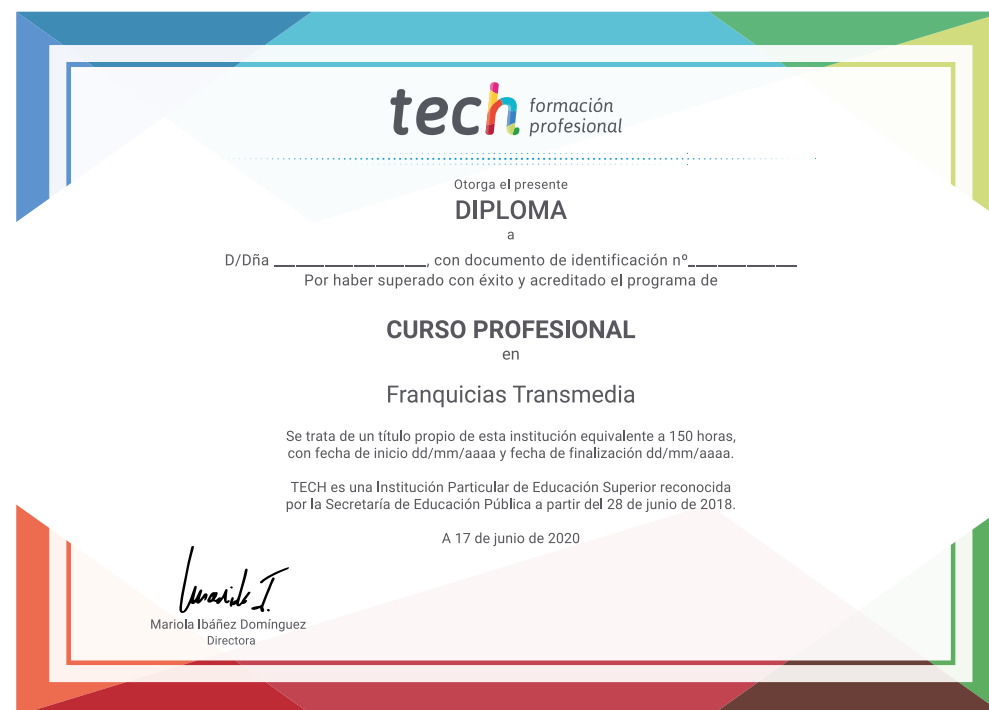 tech formación
profesional
Otorga el presente
DIPLOMA
a
D/Dña ______________, con documento de identificación nº__________
Por haber superado con éxito y acreditado el programa de
CURSO PROFESIONAL
en
Franquicias Transmedia
Se trata de un título propio de esta institución equivalente a 150 horas,
con fecha de inicio dd/mm/aaaa y fecha de finalización dd/mm/aaaa.
TECH es una Institución Particular de Educación Superior reconocida
por la Secretaría de Educación Pública a partir del 28 de junio de 2018.
A 17 de junio de 2020
Mariola Ibáñez Domínguez
Directora